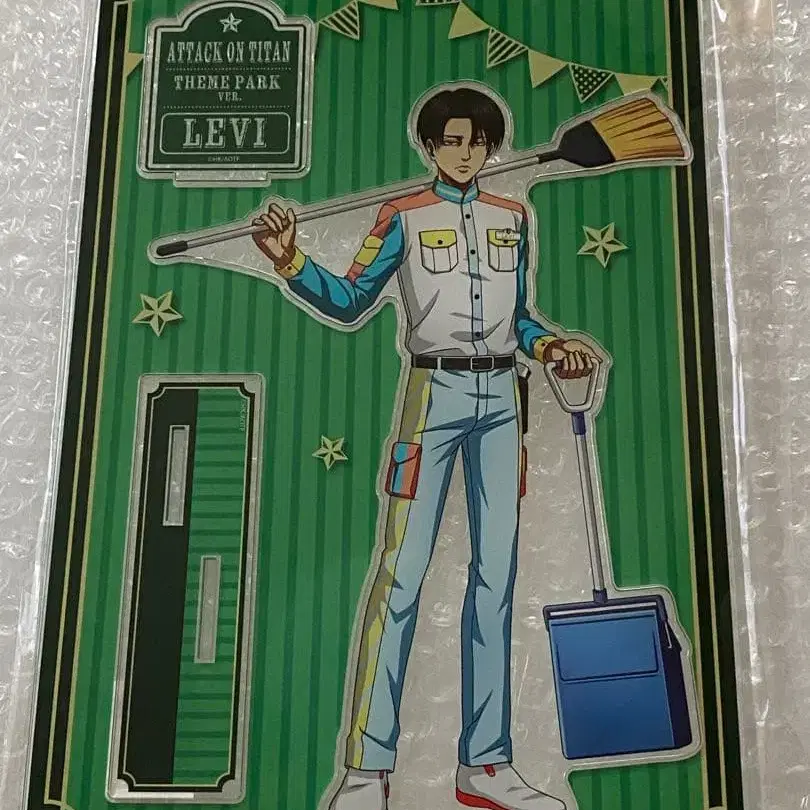 ATTACK ON TITAN
THEME PARK
VER.
LEVI